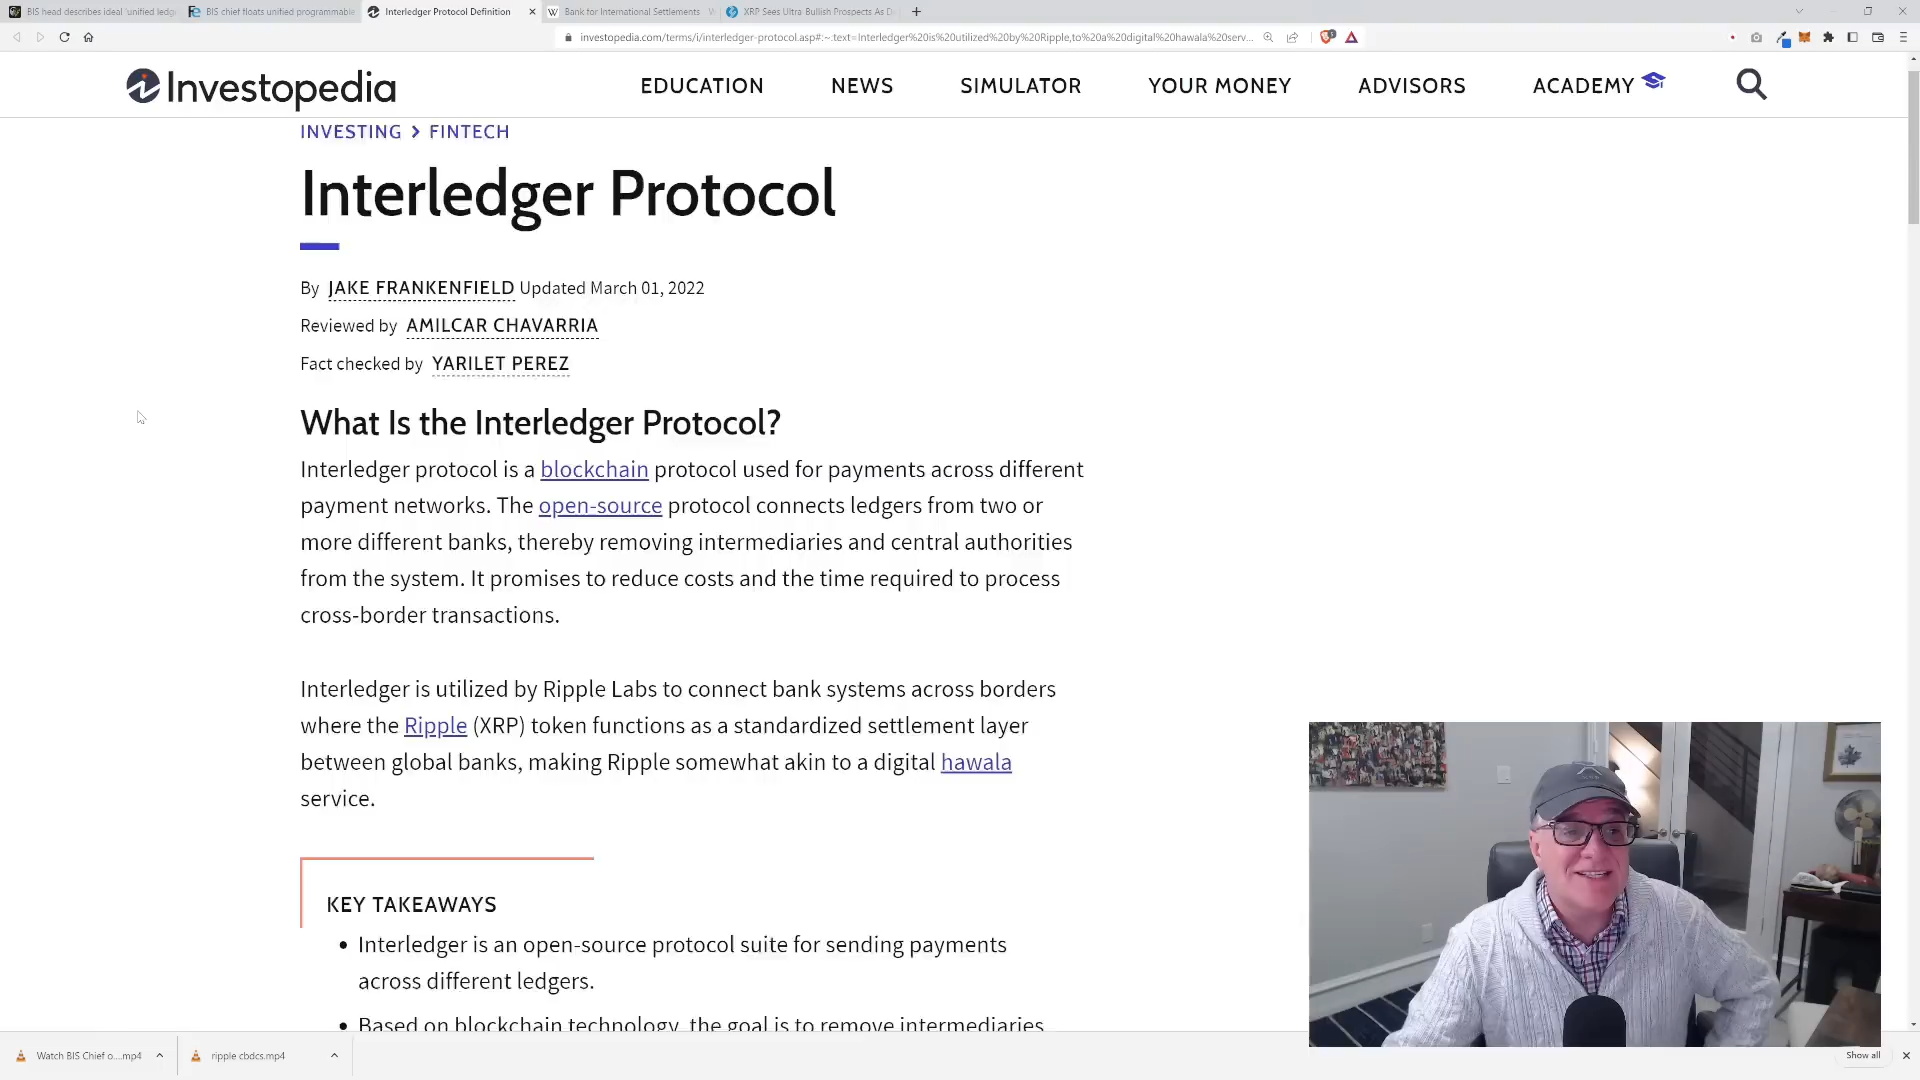 BIS head describes ideal 'unified ledg
BIS chief floats unified programmable
Interledger Protocol Definition
Bank for International Settlements
XRP Sees Ultra Bullish Prospects As D
investopedia.com/terms/i/interledger-protocol.asp#:~:text=Interledger%20is%20utilized%20by%20Ripple,to%20a%20digital%20hawala%20serv...
Investopedia
EDUCATION
NEWS
SIMULATOR
YOUR MONEY
ADVISORS
ACADEMY
INVESTING > FINTECH
Interledger Protocol
By JAKE FRANKENFIELD Updated March 01, 2022
Reviewed by AMILCAR CHAVARRIA
Fact checked by YARILET PEREZ
What Is the Interledger Protocol?
Interledger protocol is a blockchain protocol used for payments across different
payment networks. The open-source protocol connects ledgers from two or
more different banks, thereby removing intermediaries and central authorities
from the system. It promises to reduce costs and the time required to process
cross-border transactions.
Interledger is utilized by Ripple Labs to connect bank systems across borders
where the Ripple (XRP) token functions as a standardized settlement layer
between global banks, making Ripple somewhat akin to a digital hawala
service.
KEY TAKEAWAYS
• Interledger is an open-source protocol suite for sending payments
across different ledgers.
• Based on blockchain technology, the goal is to remove intermediaries
Watch BIS Chief o....mp4
ripple cbdcs.mp4
Show all